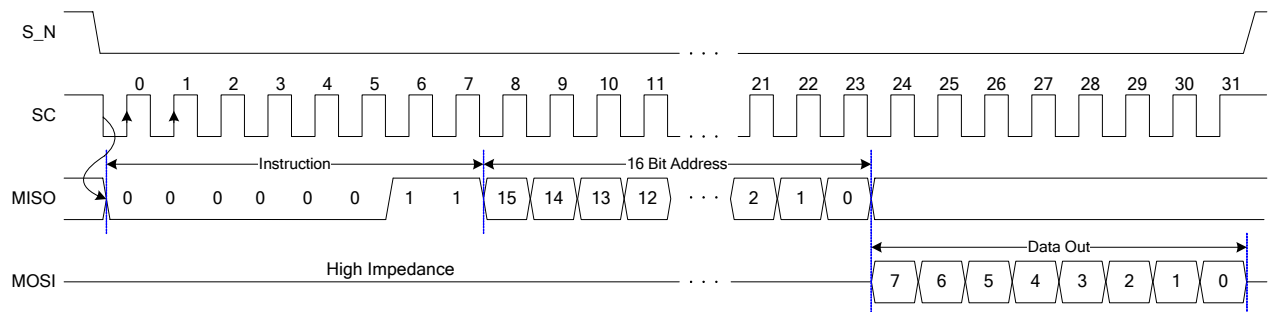 S_N
. . .
0 1 2 3 4 5 6 7 8 9 10 11 21 22 23 24 25 26 27 28 29 30 31
SC
. . .
Instruction 16 Bit Address
MISO 0 0 0 0 0 0 1 1 15 14 13 12 . . . 2 1 0
Data Out
High Impedance
MOSI . . . 7 6 5 4 3 2 1 0